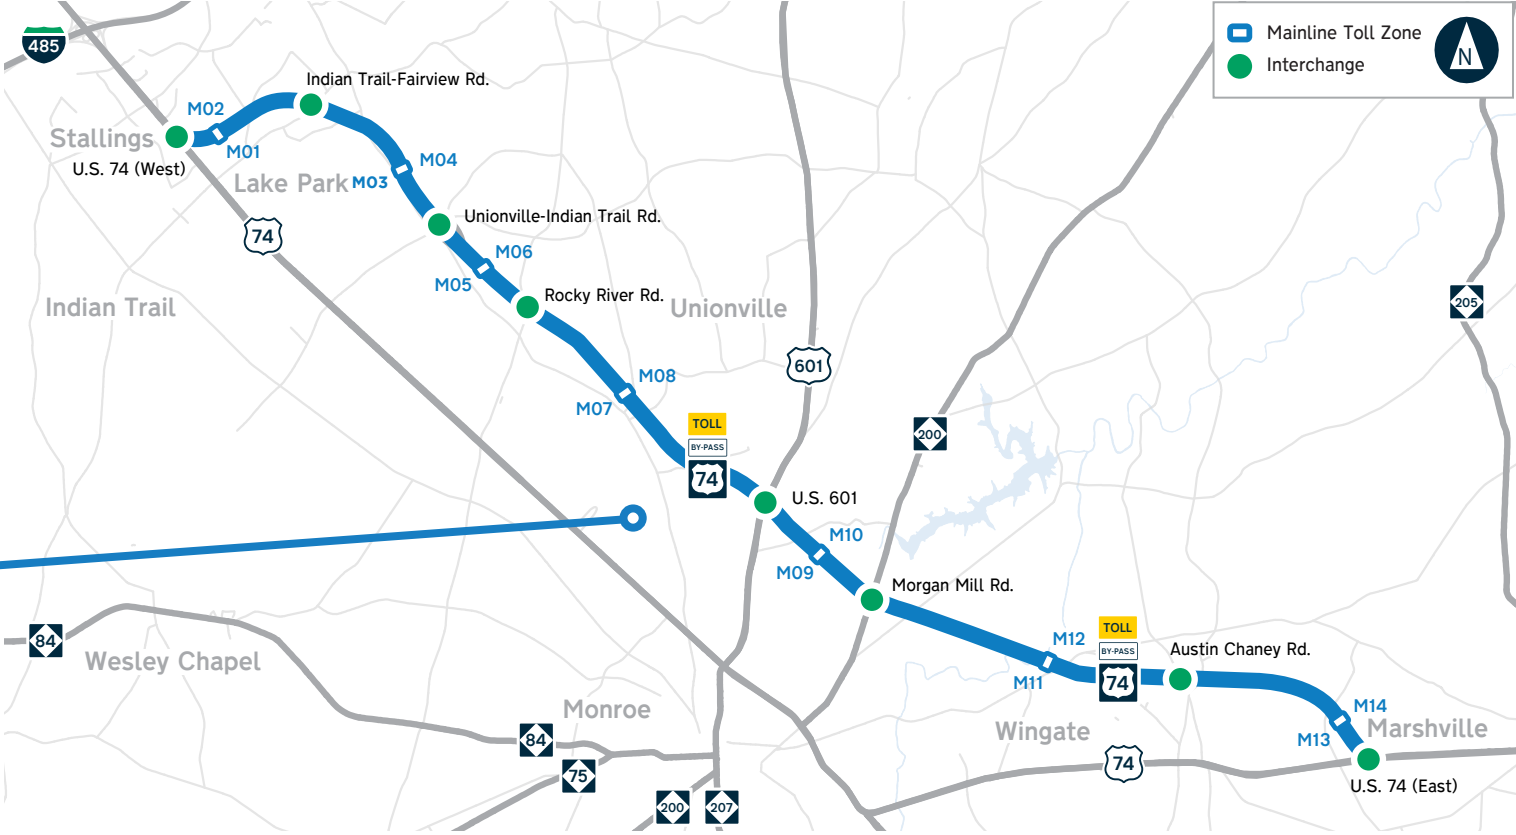 485
Mainline Toll Zone
Interchange
N
Indian Trail-Fairview Rd.
M02
Stallings
M01
U.S. 74 (West)
M04
Lake Park
M03
Unionville-Indian Trail Rd.
74
M06
M05
Rocky River Rd.
Indian Trail
Unionville
205
601
M08
M07
TOLL
BY-PASS
74
200
U.S. 601
M10
M09
Morgan Mill Rd.
84
Wesley Chapel
TOLL
BY-PASS
74
M12
M11
Austin Chaney Rd.
Monroe
M14
M13
Marshville
Wingate
84
75
74
U.S. 74 (East)
200
207